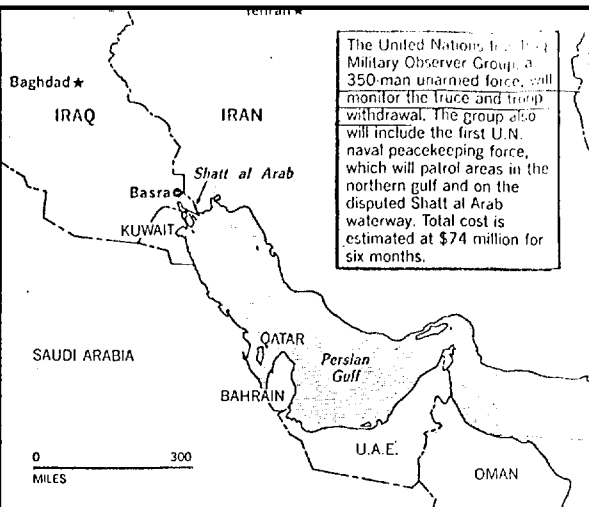 Tehran
The United Nations Iran-Iraq
Military Observer Group, a
350-man unarmed force, will
monitor the truce and troop
withdrawal. The group also
will include the first U.N.
naval peacekeeping force,
which will patrol areas in the
northern gulf and on the
disputed Shatt al Arab
waterway. Total cost is
estimated at $74 million for
six months.
Baghdad
IRAQ
IRAN
Shatt al Arab
Basra
KUWAIT
SAUDI ARABIA
QATAR
Persian
Gulf
BAHRAIN
U.A.E.
OMAN
0 300
MILES